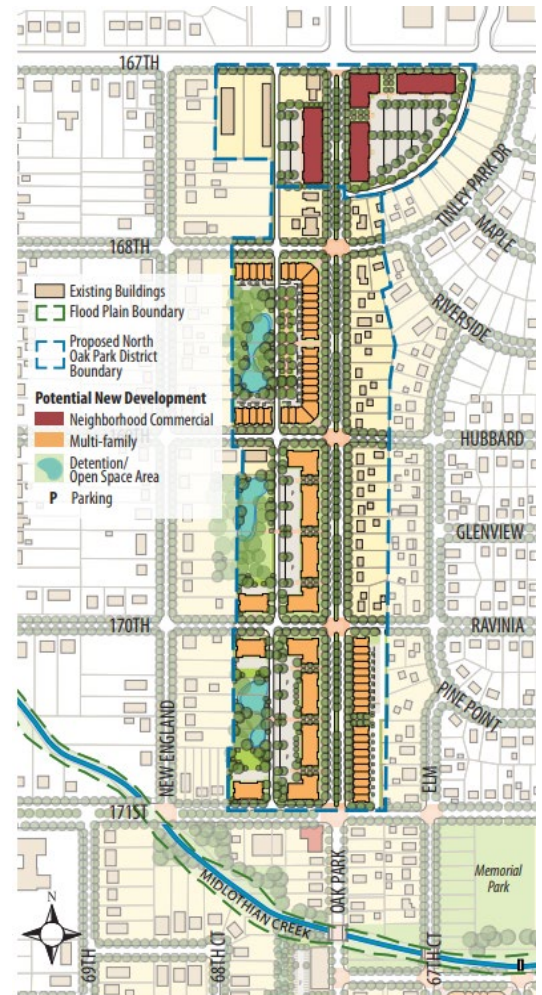 167TH
TINLEY PARK DR
MAPLE
168TH
RIVERSIDE
Existing Buildings
Flood Plain Boundary
Proposed North
Oak Park District
Boundary
Potential New Development
Neighborhood Commercial
Multi-family
Detention/
Open Space Area
P Parking
HUBBARD
GLENVIEW
170TH
RAVINIA
PINE POINT
NEW ENGLAND
ELM
171ST
OAK PARK
MIDLOTHIAN CREEK
Memorial
Park
N
69TH
68TH CT
67TH CT